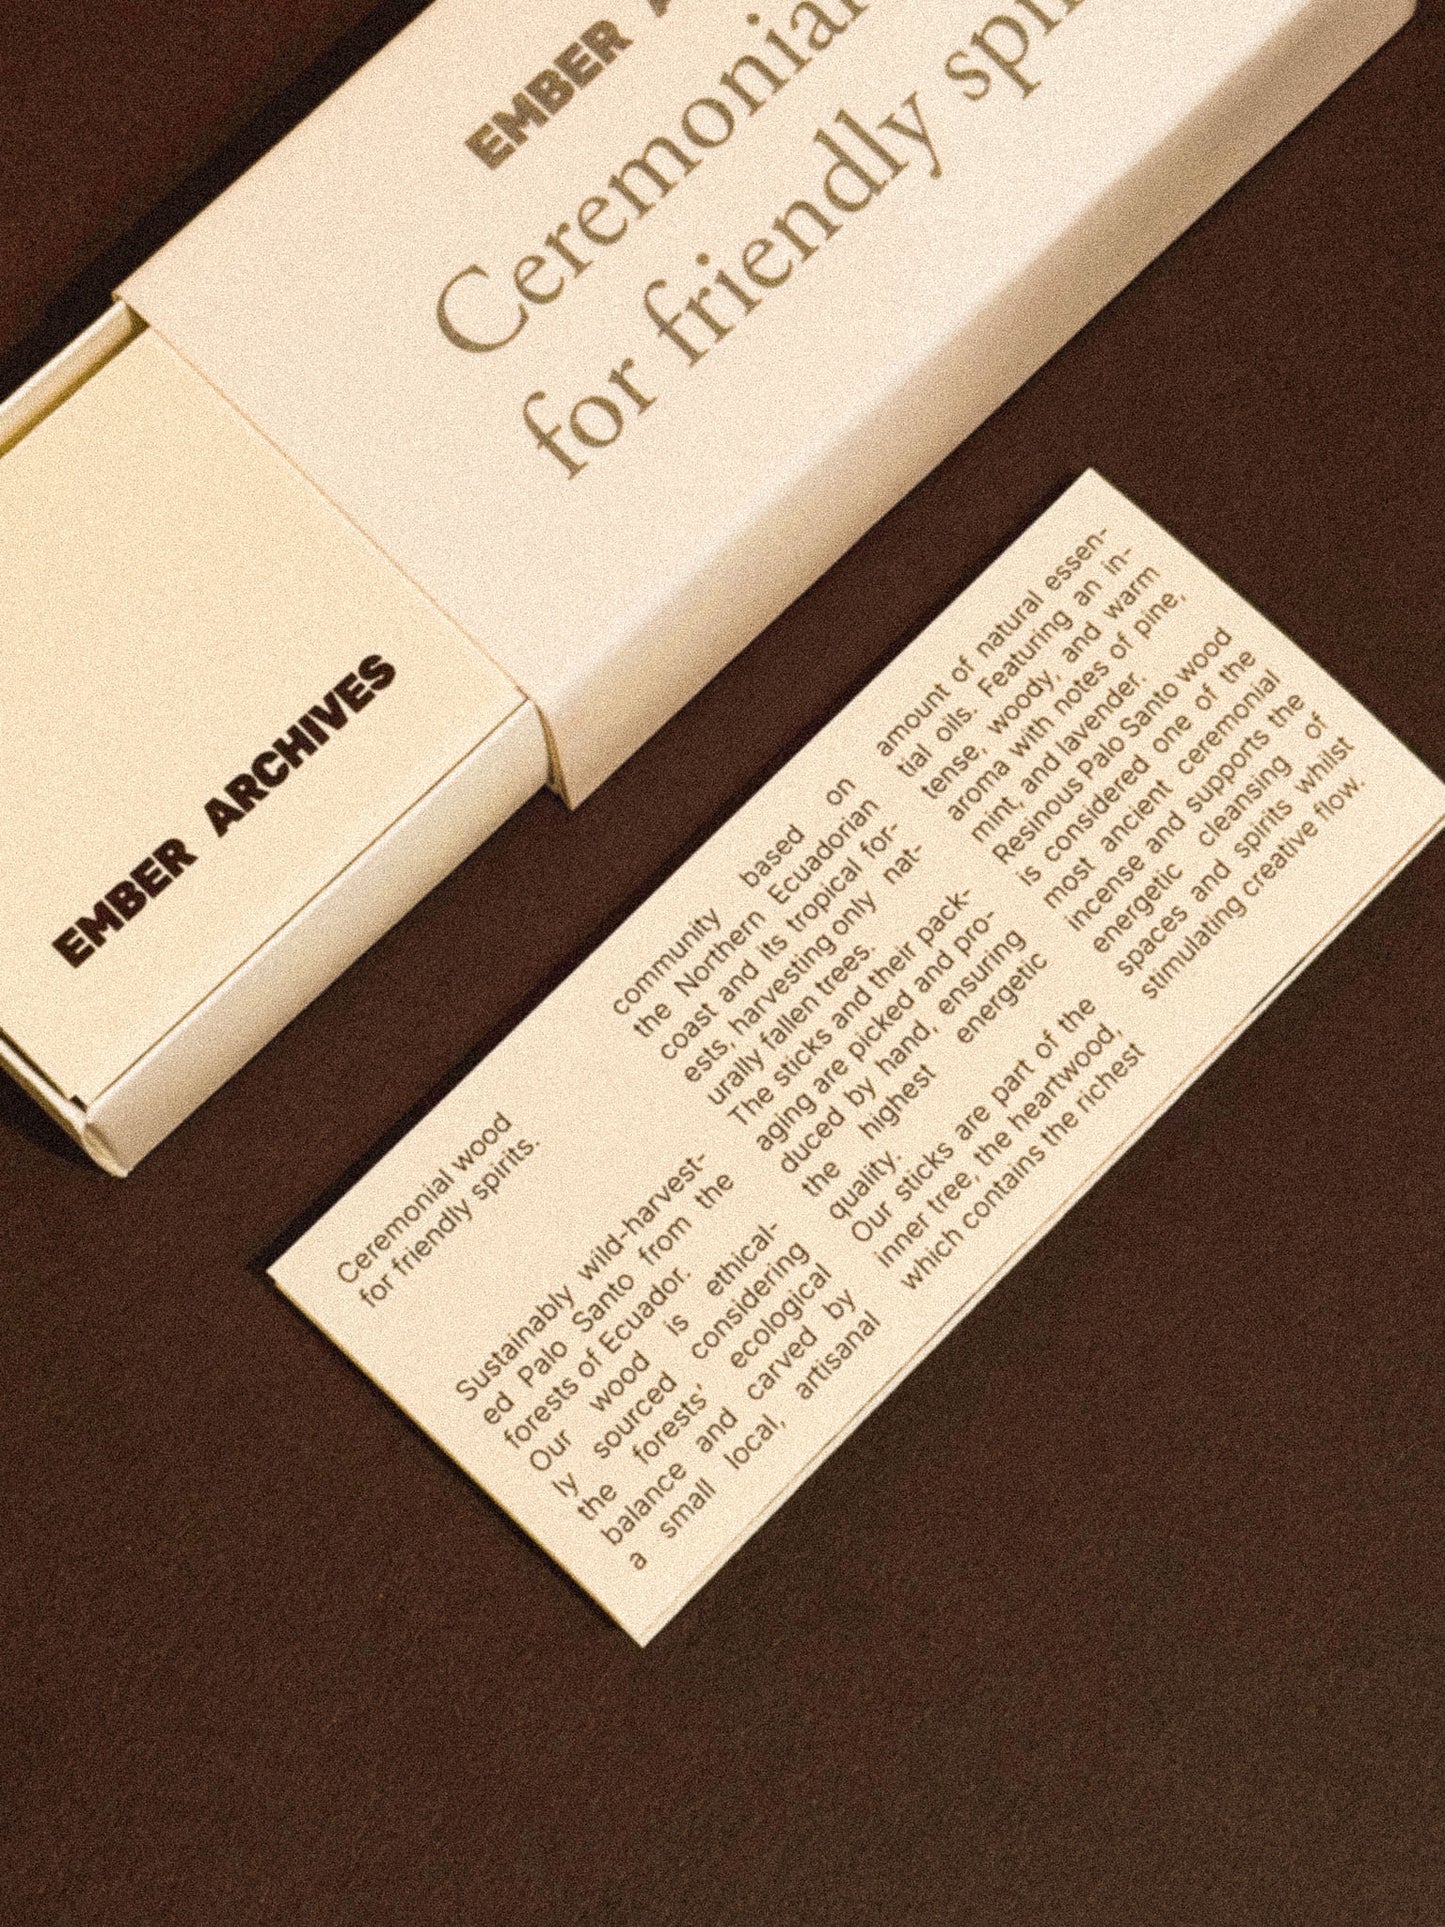 EMBER
Ceremonial
for friendly
EMBER ARCHIVES
Ceremonial wood
for friendly spirits.
Sustainably wild-harvest-
ed Palo Santo from the
forests of Ecuador.
Our wood is ethical-
ly sourced considering
the forests' ecological
balance and carved by
a small local, artisanal
community based on
the Northern Ecuadorian
coast and its tropical for-
ests, harvesting only nat-
urally fallen trees.
The sticks and their pack-
aging are picked and pro-
duced by hand, ensuring
the highest energetic
quality.
Our sticks are part of the
inner tree, the heartwood,
which contains the richest
amount of natural essen-
tial oils. Featuring an in-
tense, woody, and warm
aroma with notes of pine,
mint, and lavender.
Resinous Palo Santo wood
is considered one of the
most ancient ceremonial
incense and supports the
energetic cleansing of
spaces and spirits whilst
stimulating creative flow.